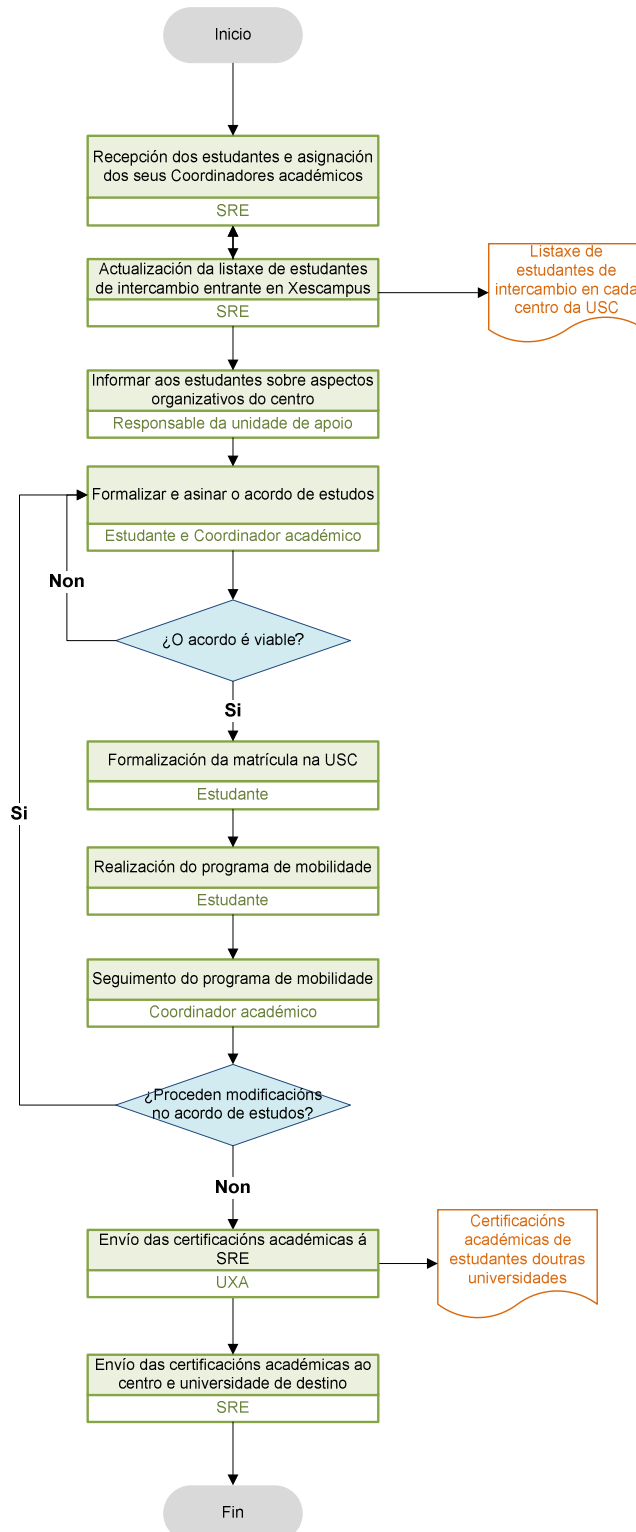 Inicio
Recepción dos estudantes e asignación
dos seus Coordinadores académicos
SRE
Actualización da listaxe de estudantes
de intercambio entrante en Xescampus
SRE
Listaxe de
estudantes de
intercambio en cada
centro da USC
Informar aos estudantes sobre aspectos
organizativos do centro
Responsable da unidade de apoio
Formalizar e asinar o acordo de estudos
Estudante e Coordinador académico
Non
¿O acordo é viable?
Si
Formalización da matrícula na USC
Estudante
Si
Realización do programa de mobilidade
Estudante
Seguimento do programa de mobilidade
Coordinador académico
¿Proceden modificacións
no acordo de estudos?
Non
Envío das certificacións académicas á
SRE
UXA
Certificacións
académicas de
estudantes doutras
universidades
Envío das certificacións académicas ao
centro e universidade de destino
SRE
Fin